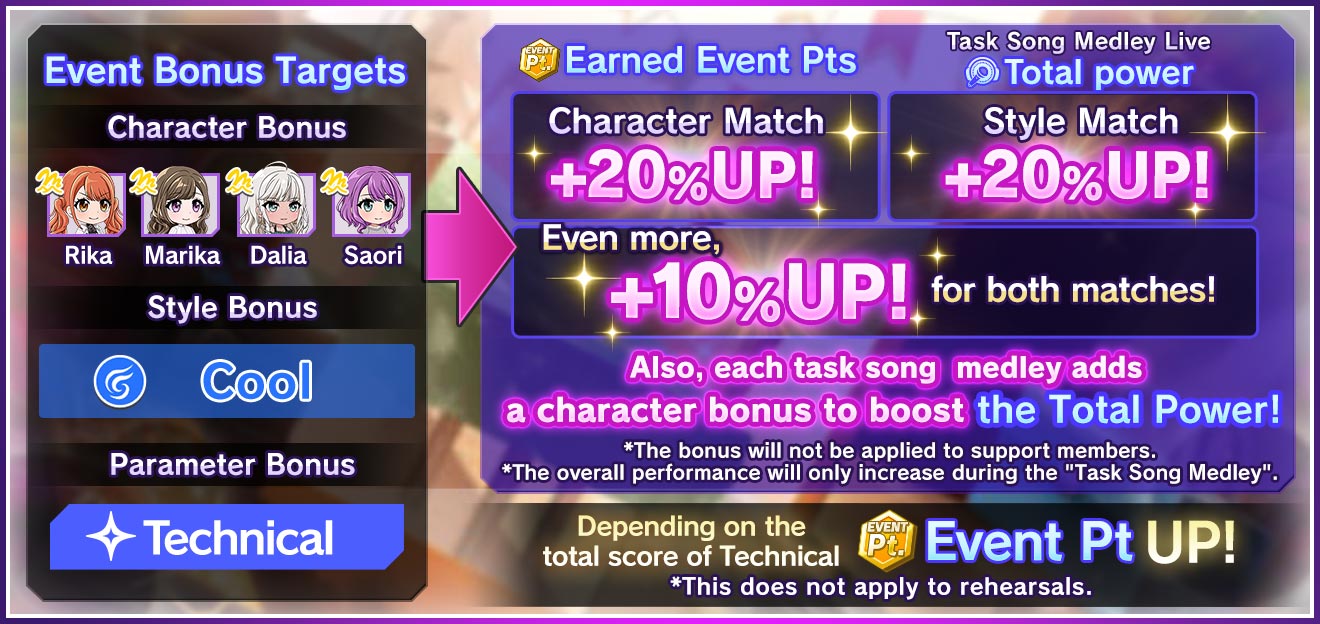 Event Bonus Targets
Character Bonus
Rika
Marika
Dalia
Saori
Style Bonus
Cool
Parameter Bonus
Technical
EVENT Pt. Earned Event Pts
Task Song Medley Live
Total power
Character Match
+20%UP!
Style Match
+20%UP!
Even more,
+10%UP! for both matches!
Also, each task song medley adds
a character bonus to boost the Total Power!
*The bonus will not be applied to support members.
*The overall performance will only increase during the "Task Song Medley".
Depending on the
total score of Technical
EVENT Pt. Event Pt UP!
*This does not apply to rehearsals.